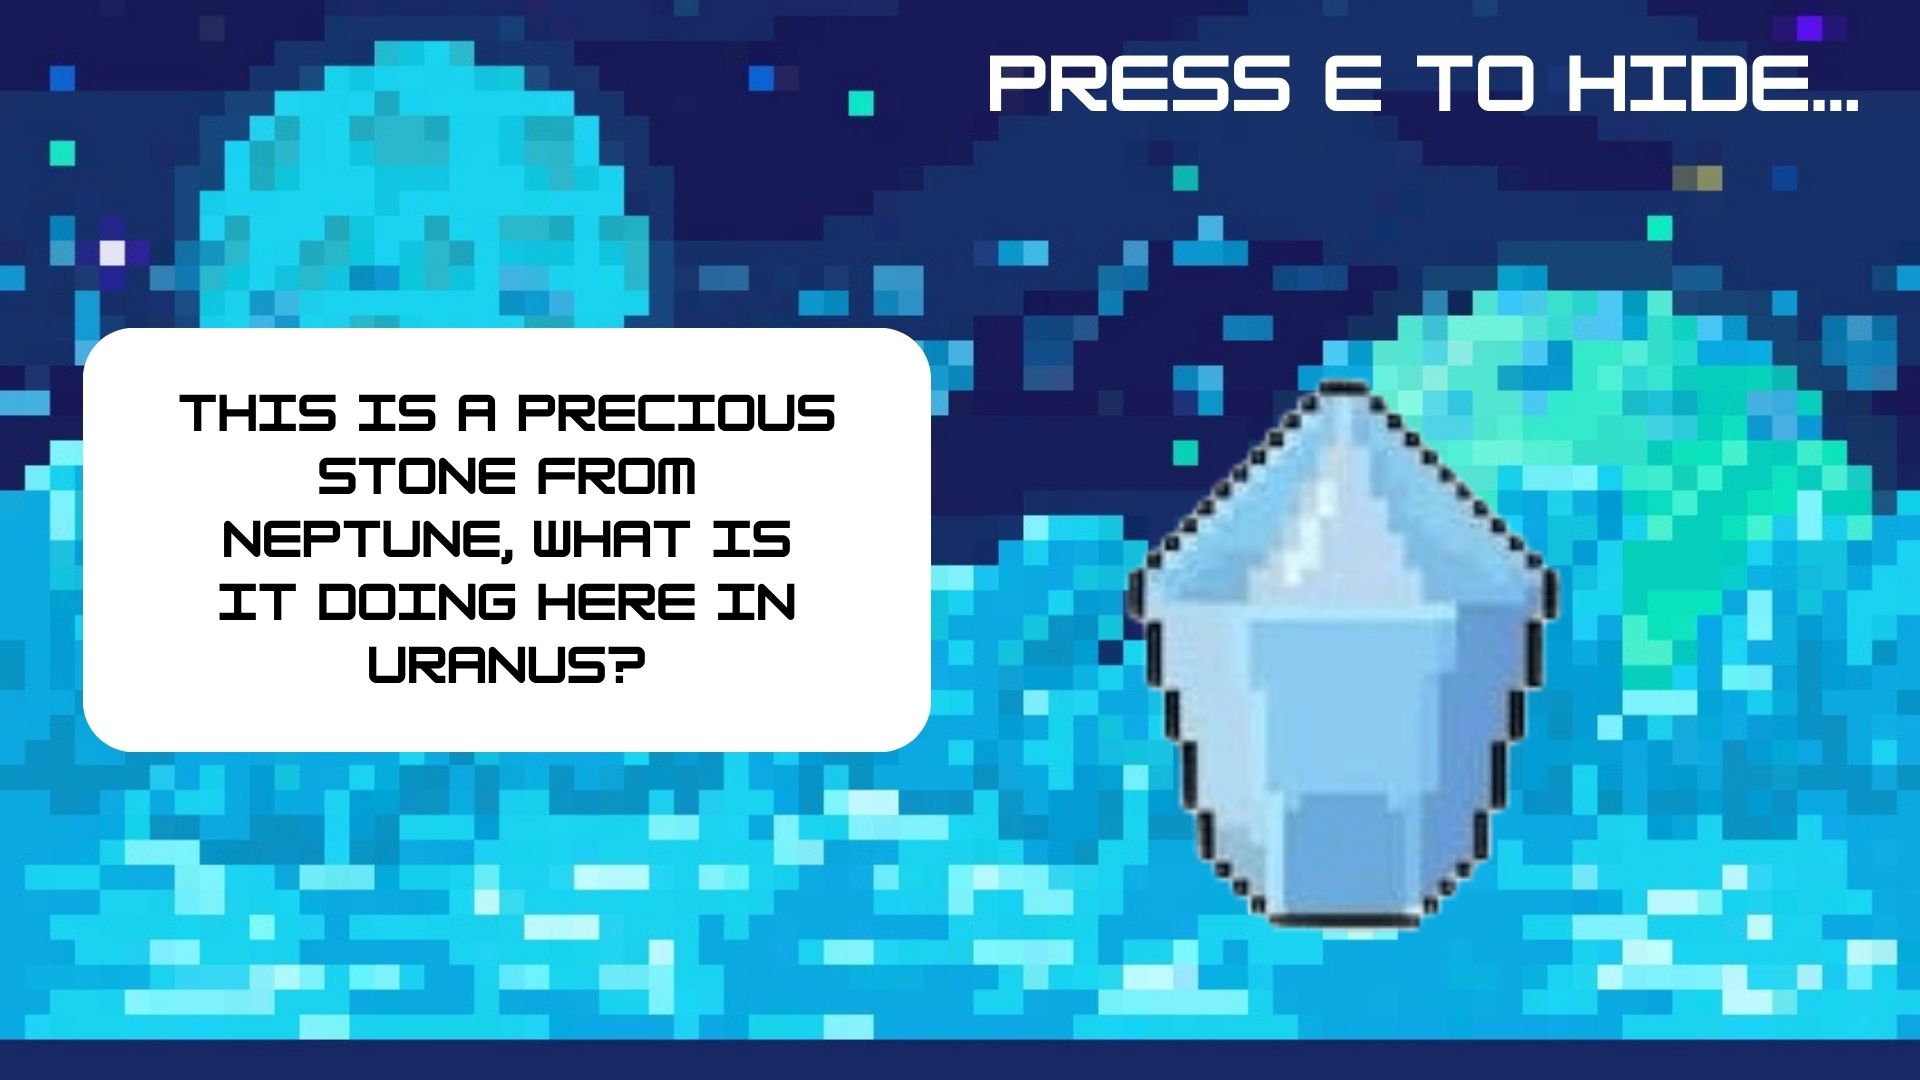 PRESS E TO HIDE...
THIS IS A PRECIOUS
STONE FROM
NEPTUNE, WHAT IS
IT DOING HERE IN
URANUS?